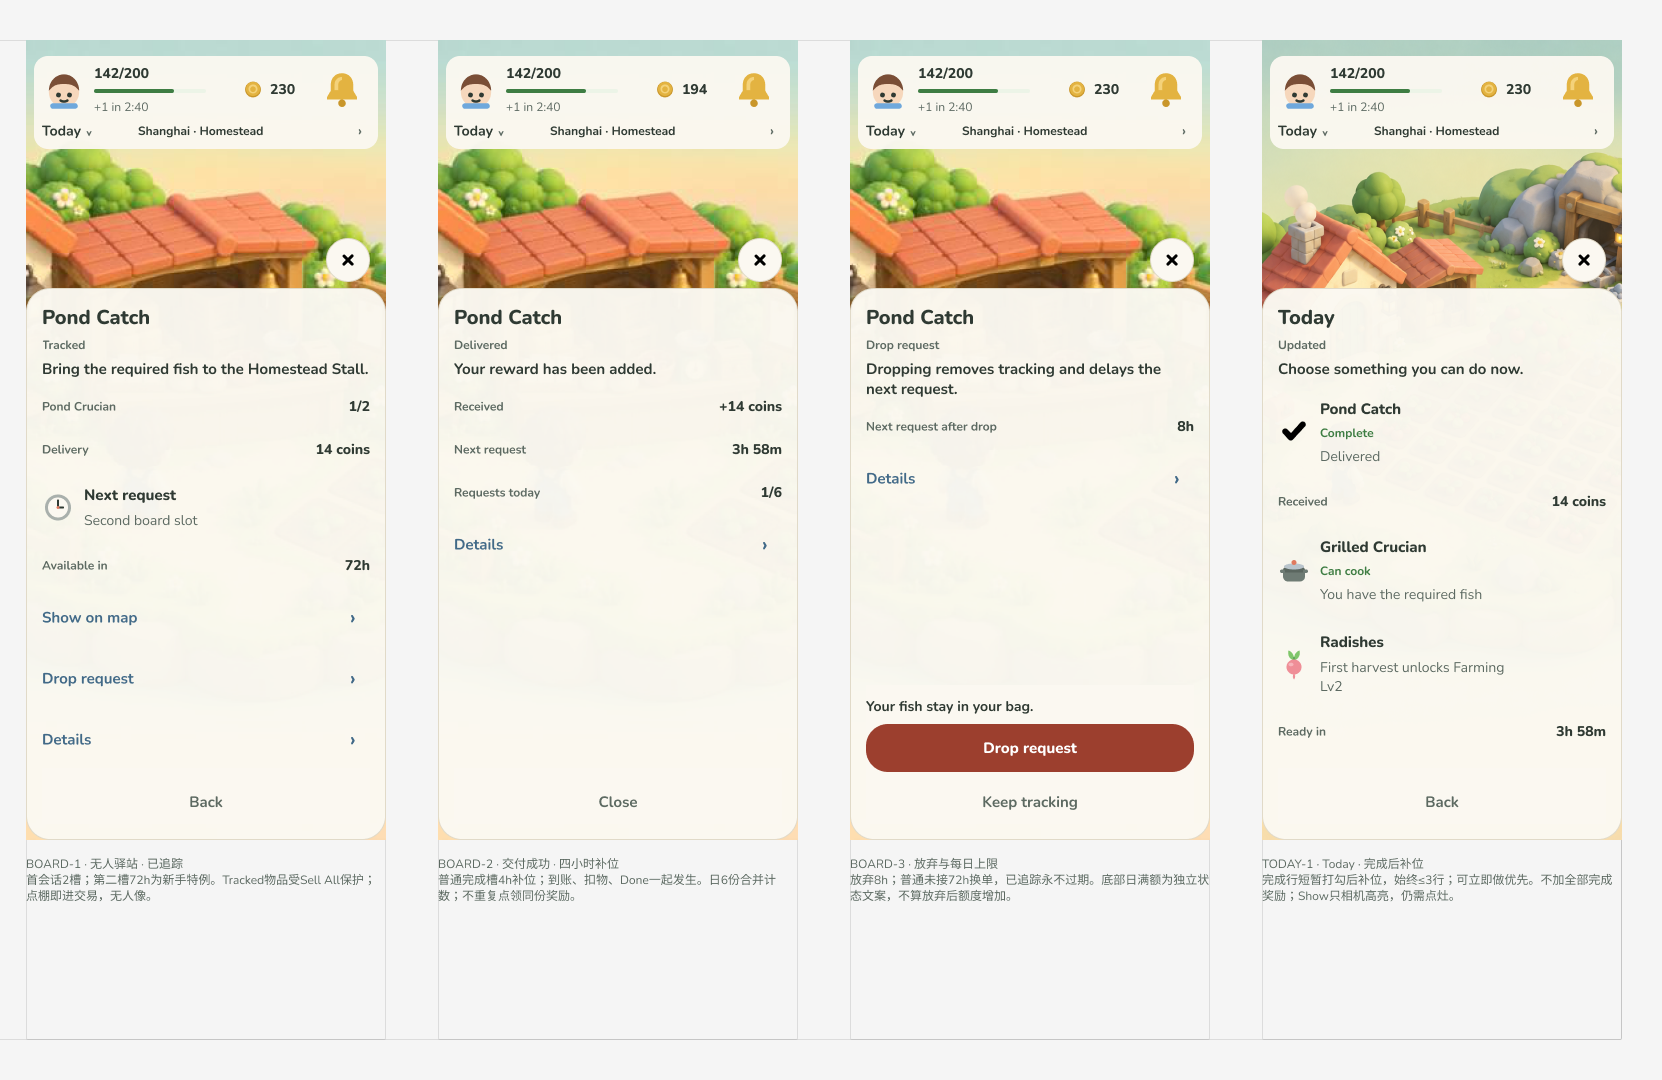 142/200
230
+1 in 2:40
Today ˅ Shanghai · Homestead ›
Pond Catch
Tracked
Bring the required fish to the Homestead Stall.
Pond Crucian 1/2
Delivery 14 coins
Next request
Second board slot
Available in 72h
Show on map ›
Drop request ›
Details ›
Back
BOARD-1 · 无人驿站 · 已追踪
首会话2槽；第二槽72h为新手特例。Tracked物品受Sell All保护；
点棚即进交易，无人像。
142/200
194
+1 in 2:40
Today ˅ Shanghai · Homestead ›
Pond Catch
Delivered
Your reward has been added.
Received +14 coins
Next request 3h 58m
Requests today 1/6
Details ›
Close
BOARD-2 · 交付成功 · 四小时补位
普通完成槽4h补位；到账、扣物、Done一起发生。日6份合并计
数；不重复点领同份奖励。
142/200
230
+1 in 2:40
Today ˅ Shanghai · Homestead ›
Pond Catch
Drop request
Dropping removes tracking and delays the
next request.
Next request after drop 8h
Details ›
Your fish stay in your bag.
Drop request
Keep tracking
BOARD-3 · 放弃与每日上限
放弃8h；普通未接72h换单，已追踪永不过期。底部日满额为独立状
态文案，不算放弃后额度增加。
142/200
230
+1 in 2:40
Today ˅ Shanghai · Homestead ›
Today
Updated
Choose something you can do now.
Pond Catch
Complete
Delivered
Received 14 coins
Grilled Crucian
Can cook
You have the required fish
Radishes
First harvest unlocks Farming
Lv2
Ready in 3h 58m
Back
TODAY-1 · Today · 完成后补位
完成行短暂打勾后补位，始终≤3行；可立即做优先。不加全部完成
奖励；Show只相机高亮，仍需点灶。